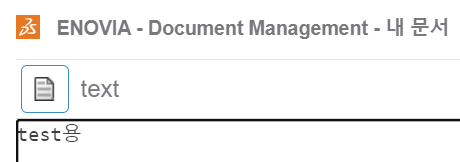 ENOVIA - Document Management - 내 문서
text
test용